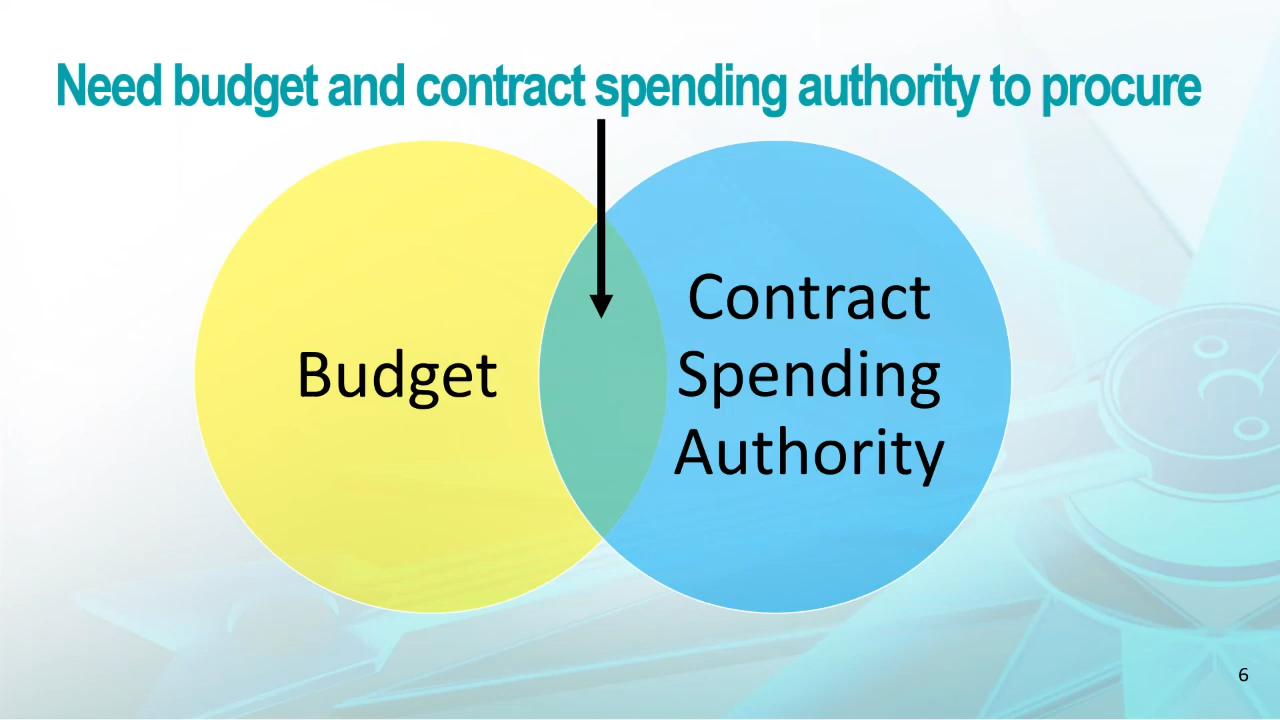 Need budget and contract spending authority to procure
Budget
Contract
Spending
Authority
6